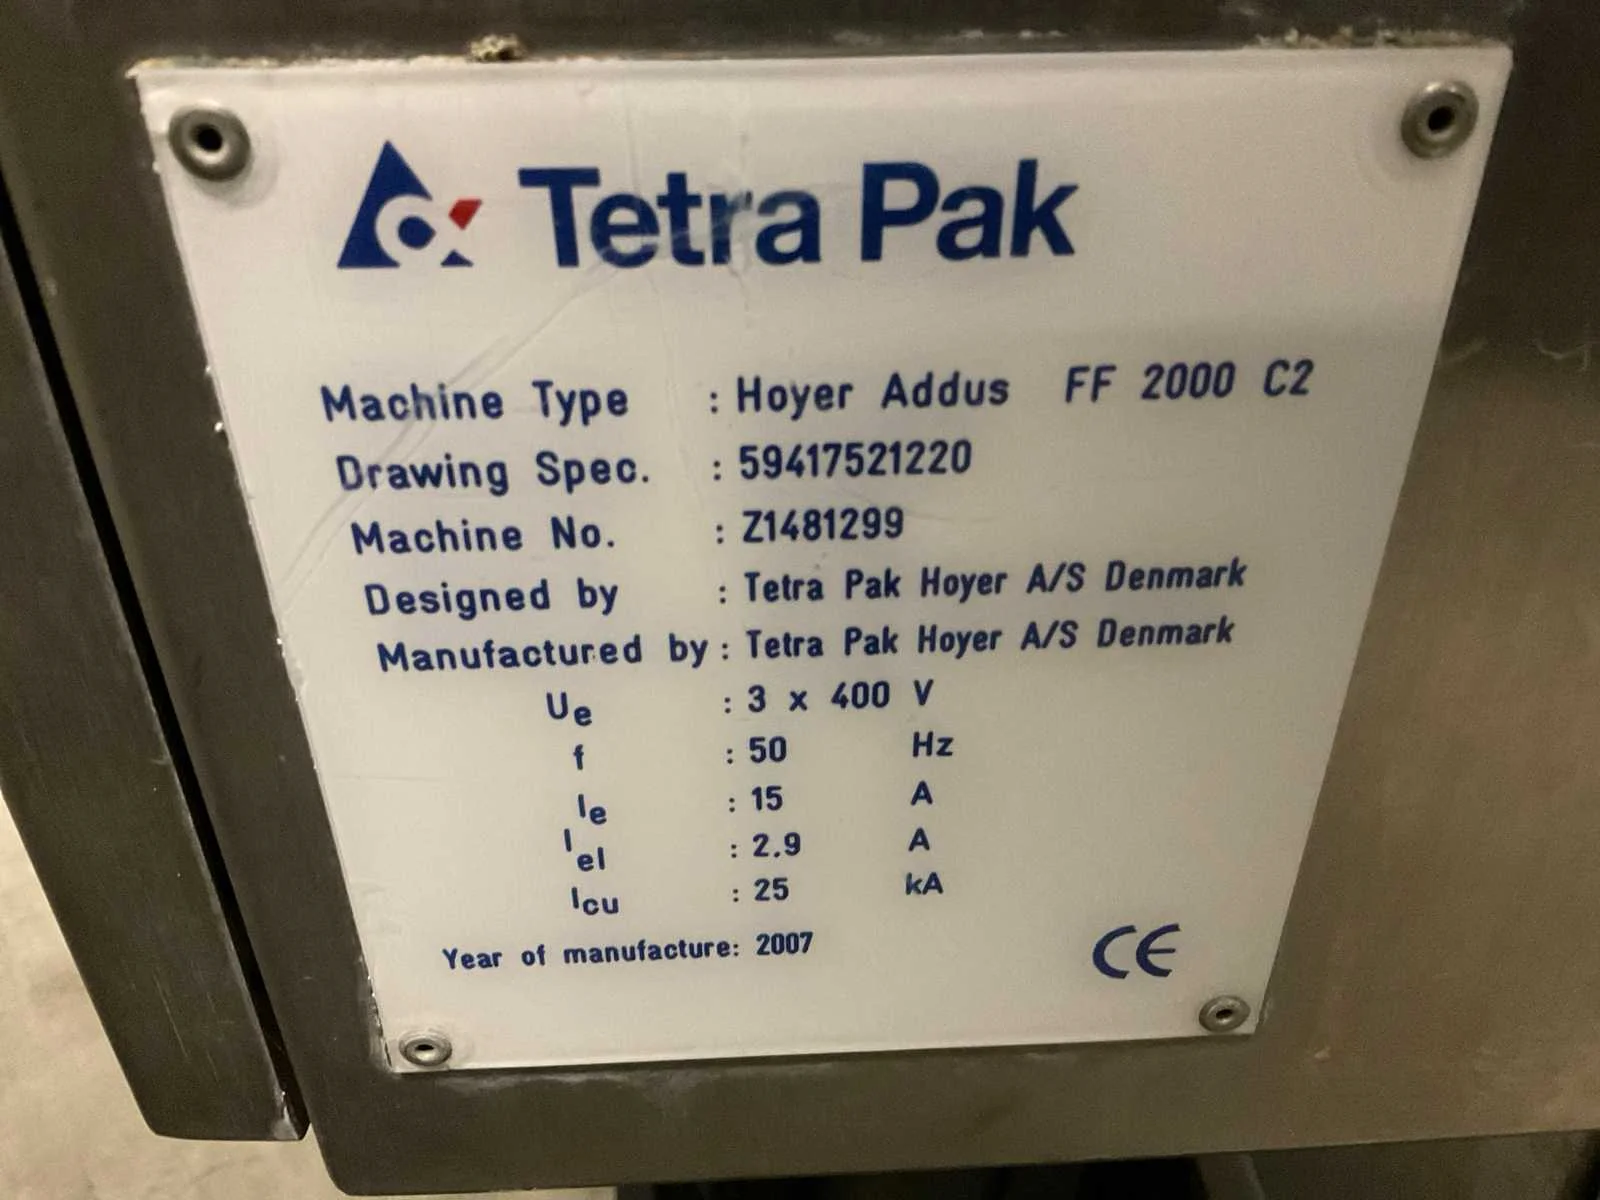 Tetra Pak
Machine Type : Hoyer Addus FF 2000 C2
Drawing Spec. : 59417521220
Machine No. : Z1481299
Designed by : Tetra Pak Hoyer A/S Denmark
Manufactured by : Tetra Pak Hoyer A/S Denmark
Ue : 3 x 400 V
f : 50 Hz
Ie : 15 A
Iel : 2.9 A
Icu : 25 kA
Year of manufacture: 2007
CE